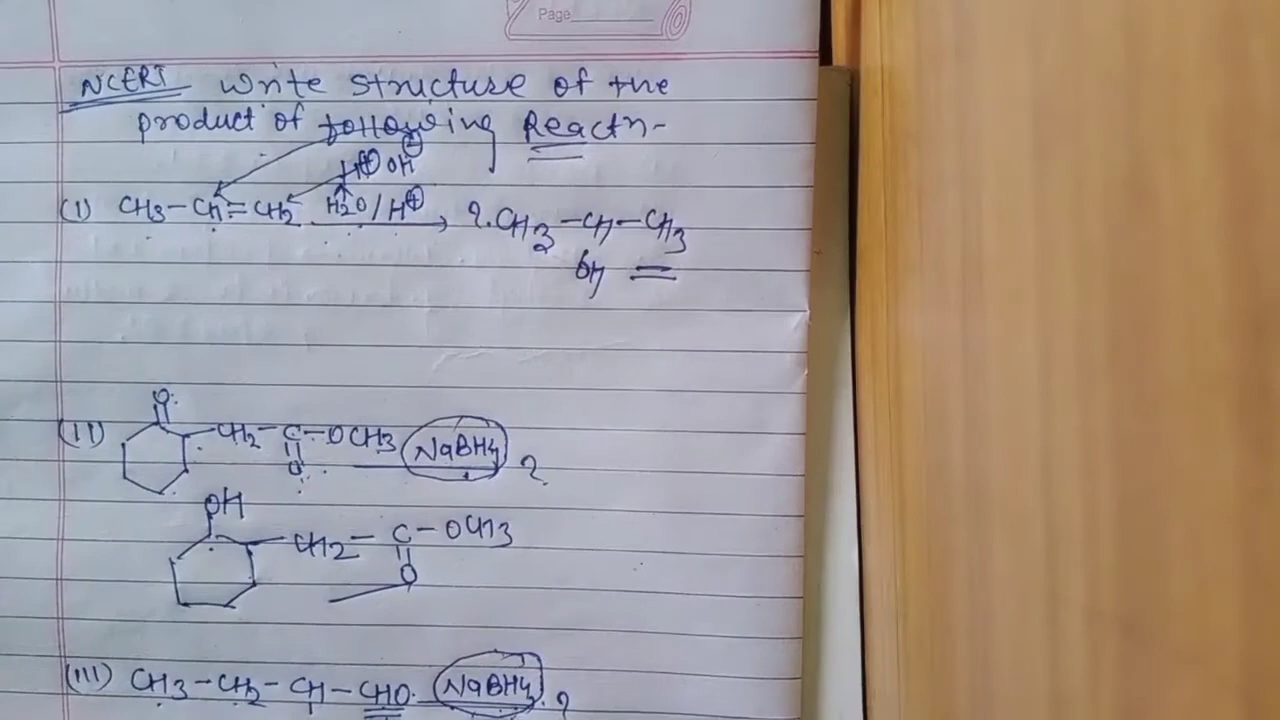 Page
NCERT Write structure of the
product of following Reactn-
H⊕ OH⊖
(I) CH3-CH=CH2 H2O/H⊕ → ? CH3-CH-CH3
OH
O
(II) CH2-C-OCH3 NaBH4 ?
O
OH
CH2-C-OCH3
O
(III) CH3-CH2-CH-CHO NaBH4 ?